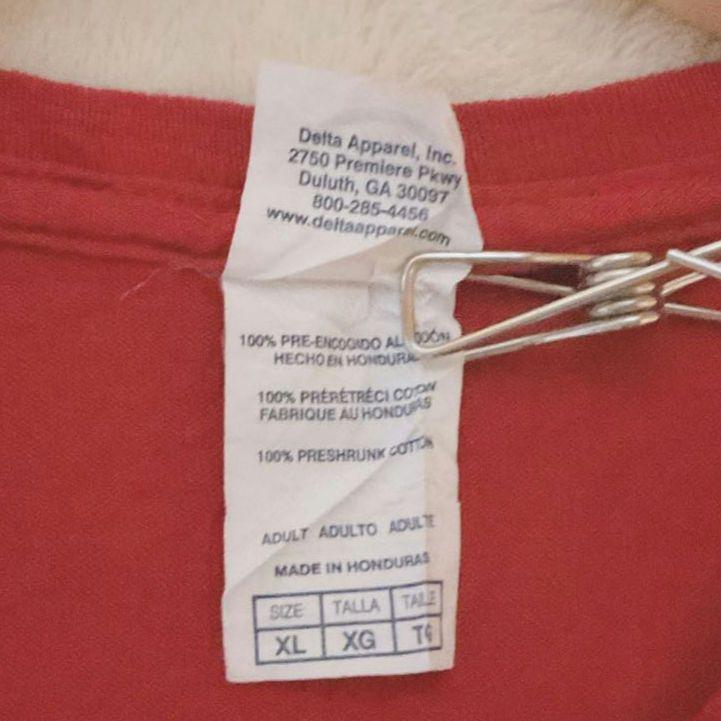 Delta Apparel, Inc.
2750 Premiere Pkwy
Duluth, GA 30097
800-285-4456
www.deltaapparel.com
100% PRE-ENCOGIDO ALGODÓN
HECHO EN HONDURAS
100% PRÉRÉTRÉCI COTON
FABRIQUE AU HONDURAS
100% PRESHRUNK COTTON
ADULT ADULTO ADULTE
MADE IN HONDURAS
SIZE TALLA TAILLE
XL XG TG